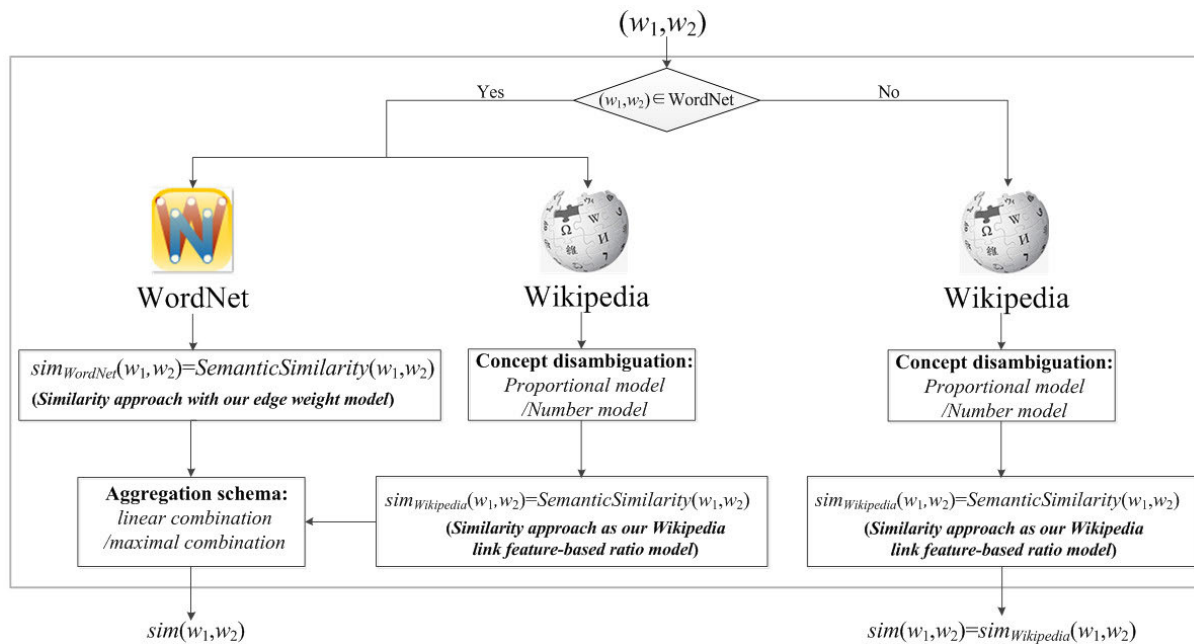 (w₁,w₂)
Yes
(w₁,w₂)∈WordNet
No
WordNet
Wikipedia
Wikipedia
sim_WordNet(w₁,w₂)=SemanticSimilarity(w₁,w₂)
(Similarity approach with our edge weight model)
Concept disambiguation:
Proportional model
/Number model
Concept disambiguation:
Proportional model
/Number model
Aggregation schema:
linear combination
/maximal combination
sim_Wikipedia(w₁,w₂)=SemanticSimilarity(w₁,w₂)
(Similarity approach as our Wikipedia
link feature-based ratio model)
sim_Wikipedia(w₁,w₂)=SemanticSimilarity(w₁,w₂)
(Similarity approach as our Wikipedia
link feature-based ratio model)
sim(w₁,w₂)
sim(w₁,w₂)=sim_Wikipedia(w₁,w₂)